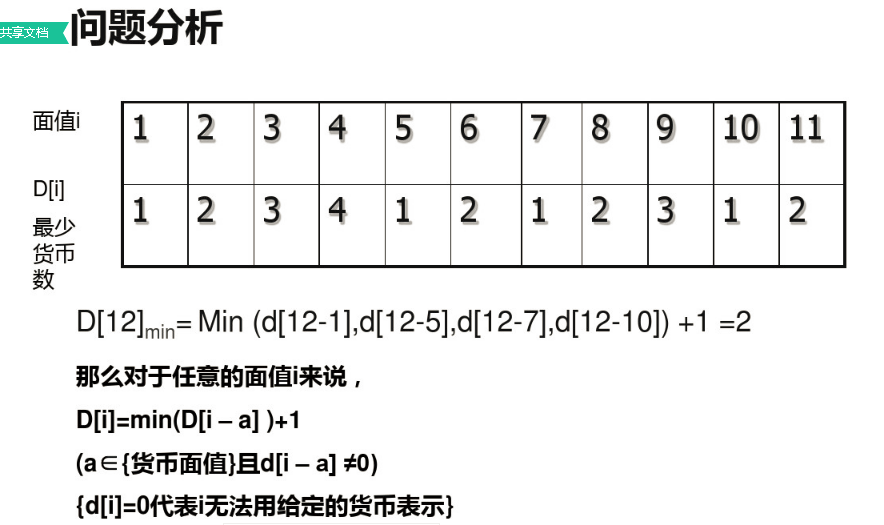 共享文档
问题分析
面值i 1 2 3 4 5 6 7 8 9 10 11
D[i]
最少
货币
数
1 2 3 4 1 2 1 2 3 1 2
D[12]min= Min (d[12-1],d[12-5],d[12-7],d[12-10]) +1 =2
那么对于任意的面值i来说，
D[i]=min(D[i – a] )+1
(a∈{货币面值}且d[i – a] ≠0)
{d[i]=0代表i无法用给定的货币表示}